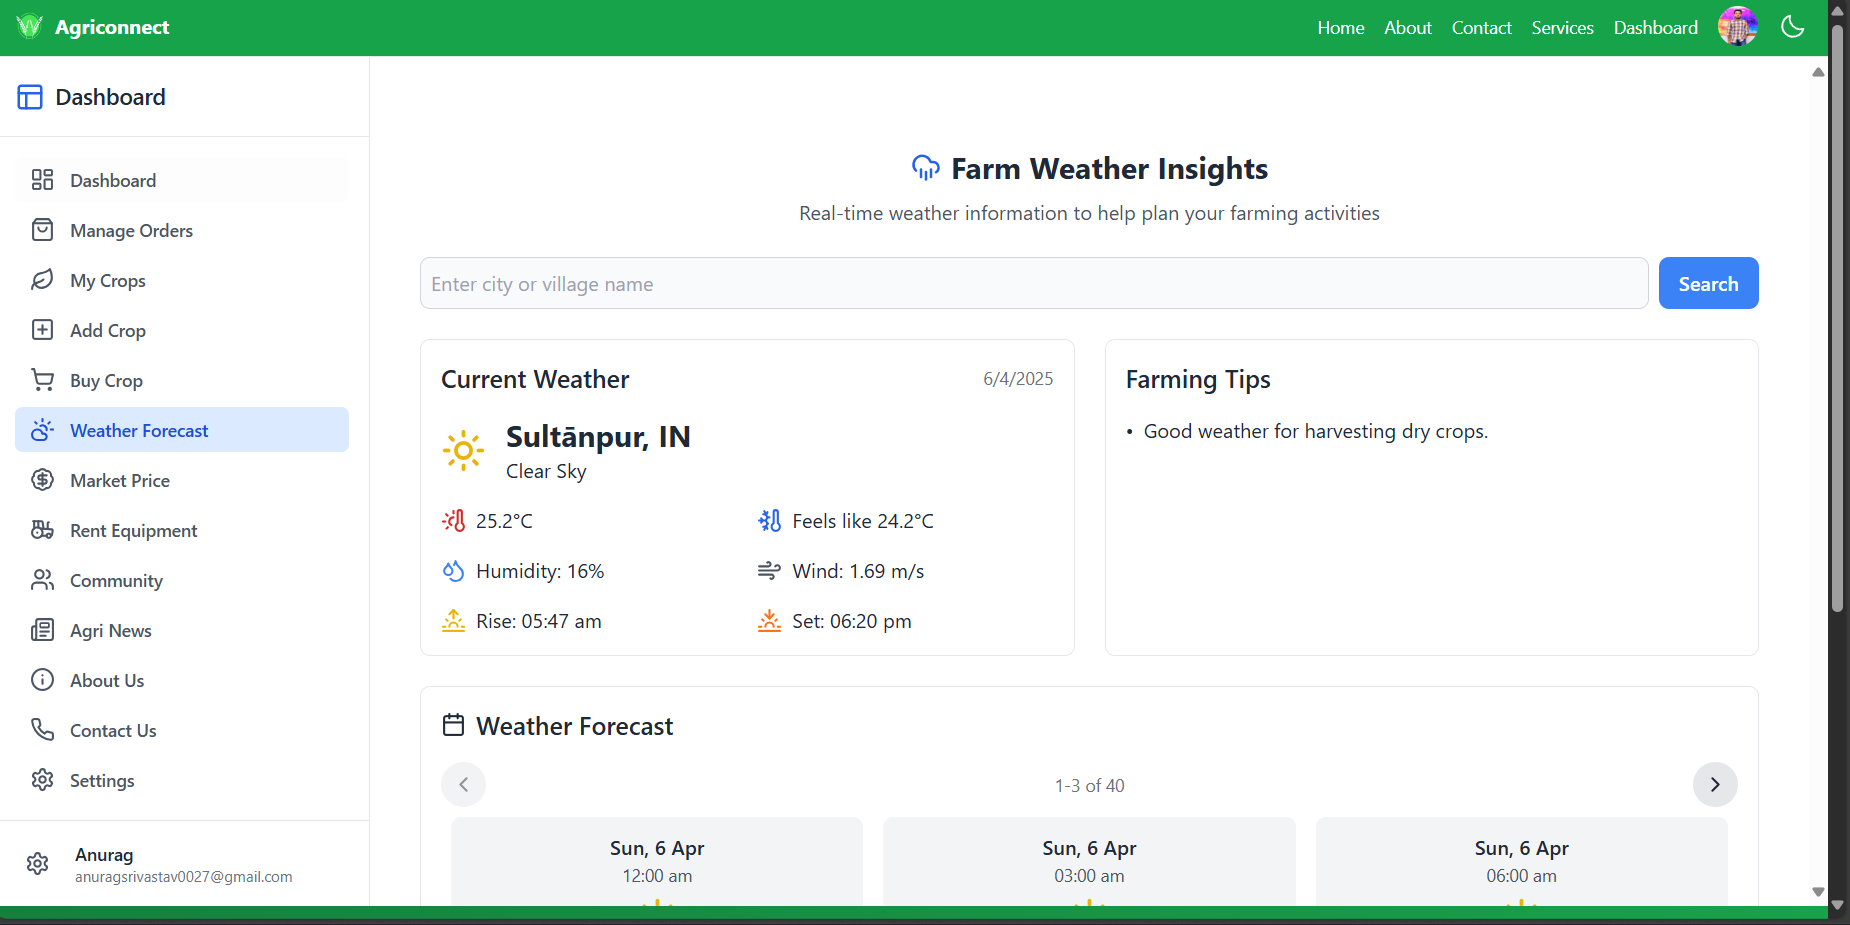 Agriconnect
Home About Contact Services Dashboard
Dashboard
Dashboard
Manage Orders
My Crops
Add Crop
Buy Crop
Weather Forecast
Market Price
Rent Equipment
Community
Agri News
About Us
Contact Us
Settings
Anurag
anuragsrivastav0027@gmail.com
Farm Weather Insights
Real-time weather information to help plan your farming activities
Enter city or village name
Search
Current Weather 6/4/2025
Sultānpur, IN
Clear Sky
25.2°C Feels like 24.2°C
Humidity: 16% Wind: 1.69 m/s
Rise: 05:47 am Set: 06:20 pm
Farming Tips
• Good weather for harvesting dry crops.
Weather Forecast
1-3 of 40
Sun, 6 Apr
12:00 am
Sun, 6 Apr
03:00 am
Sun, 6 Apr
06:00 am